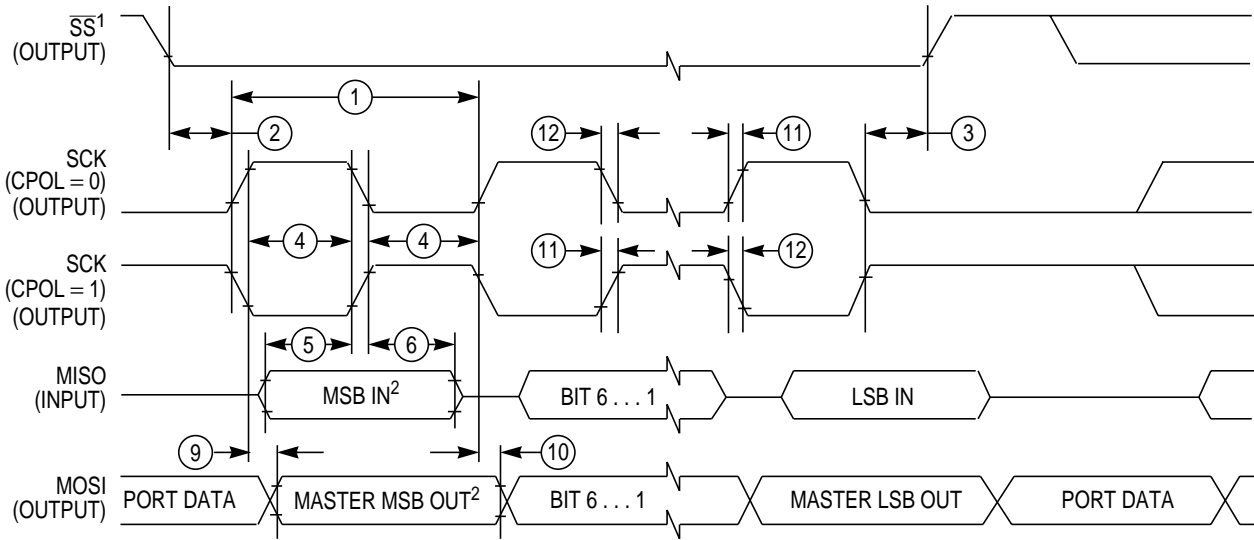 SS¹
(OUTPUT)
1
2
12
11
3
SCK
(CPOL = 0)
(OUTPUT)
4
4
SCK
(CPOL = 1)
(OUTPUT)
11
12
5
6
MISO
(INPUT)
MSB IN²
BIT 6 . . . 1
LSB IN
9
10
MOSI
(OUTPUT)
PORT DATA
MASTER MSB OUT²
BIT 6 . . . 1
MASTER LSB OUT
PORT DATA